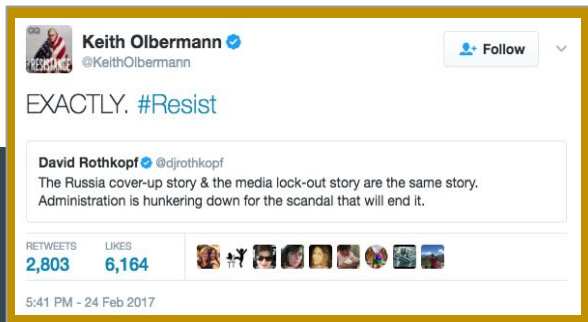 GQ
RESISTANCE
Keith Olbermann
@KeithOlbermann
Follow
EXACTLY. #Resist
David Rothkopf @djrothkopf
The Russia cover-up story & the media lock-out story are the same story.
Administration is hunkering down for the scandal that will end it.
RETWEETS LIKES
2,803 6,164
5:41 PM - 24 Feb 2017